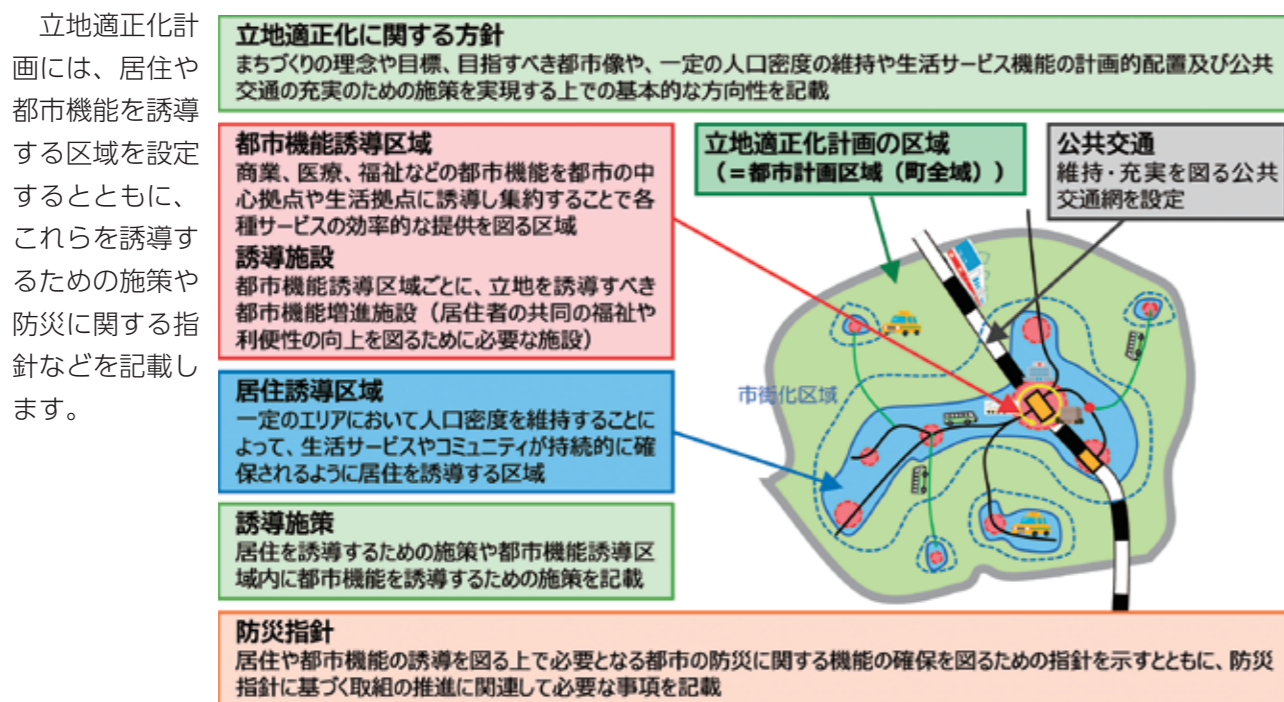 立地適正化計
画には、居住や
都市機能を誘導
する区域を設定
するとともに、
これらを誘導す
るための施策や
防災に関する指
針などを記載し
ます。
立地適正化に関する方針
まちづくりの理念や目標、目指すべき都市像や、一定の人口密度の維持や生活サービス機能の計画的配置及び公共
交通の充実のための施策を実現する上での基本的な方向性を記載
都市機能誘導区域
商業、医療、福祉などの都市機能を都市の中
心拠点や生活拠点に誘導し集約することで各
種サービスの効率的な提供を図る区域
誘導施設
都市機能誘導区域ごとに、立地を誘導すべき
都市機能増進施設（居住者の共同の福祉や
利便性の向上を図るために必要な施設）
立地適正化計画の区域
（＝都市計画区域（町全域））
公共交通
維持・充実を図る公共
交通網を設定
市街化区域
居住誘導区域
一定のエリアにおいて人口密度を維持することに
よって、生活サービスやコミュニティが持続的に確
保されるように居住を誘導する区域
誘導施策
居住を誘導するための施策や都市機能誘導区
域内に都市機能を誘導するための施策を記載
防災指針
居住や都市機能の誘導を図る上で必要となる都市の防災に関する機能の確保を図るための指針を示すとともに、防災
指針に基づく取組の推進に関連して必要な事項を記載